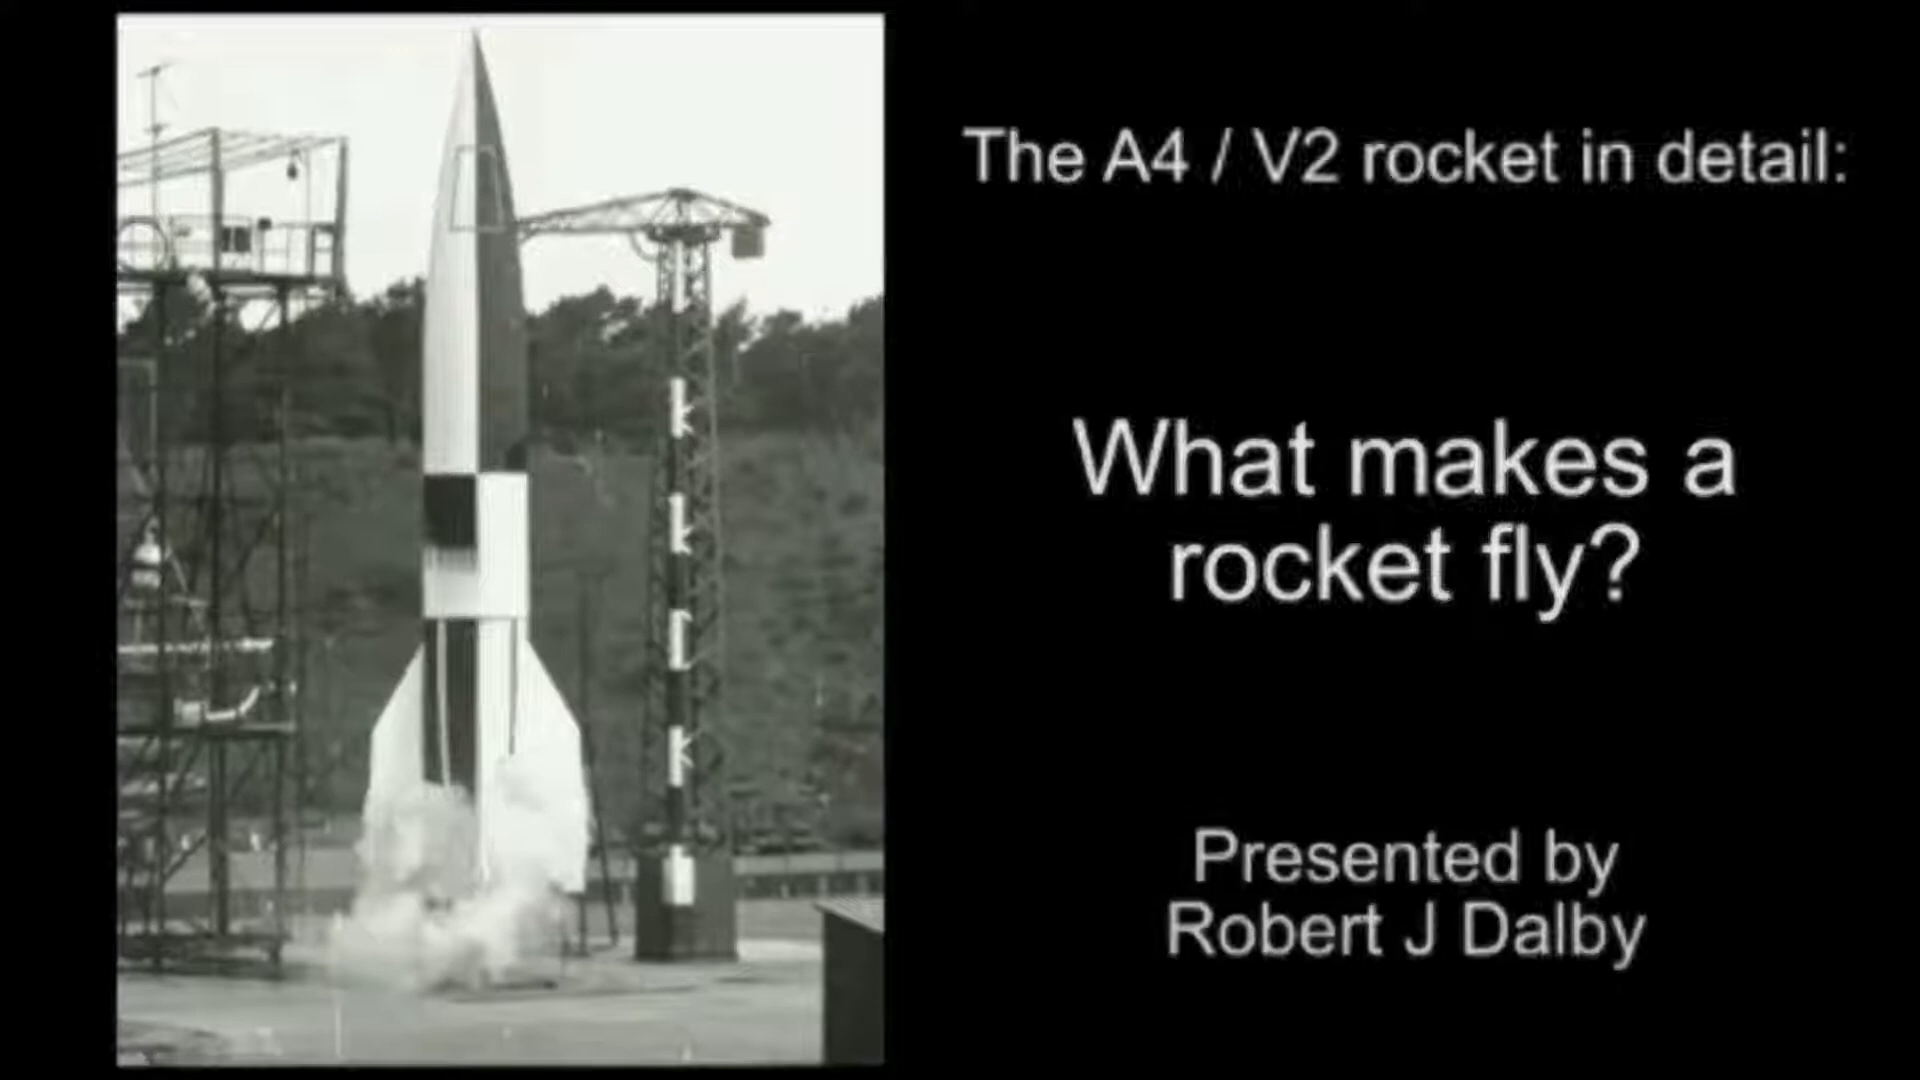 The A4 / V2 rocket in detail:
What makes a
rocket fly?
Presented by
Robert J Dalby